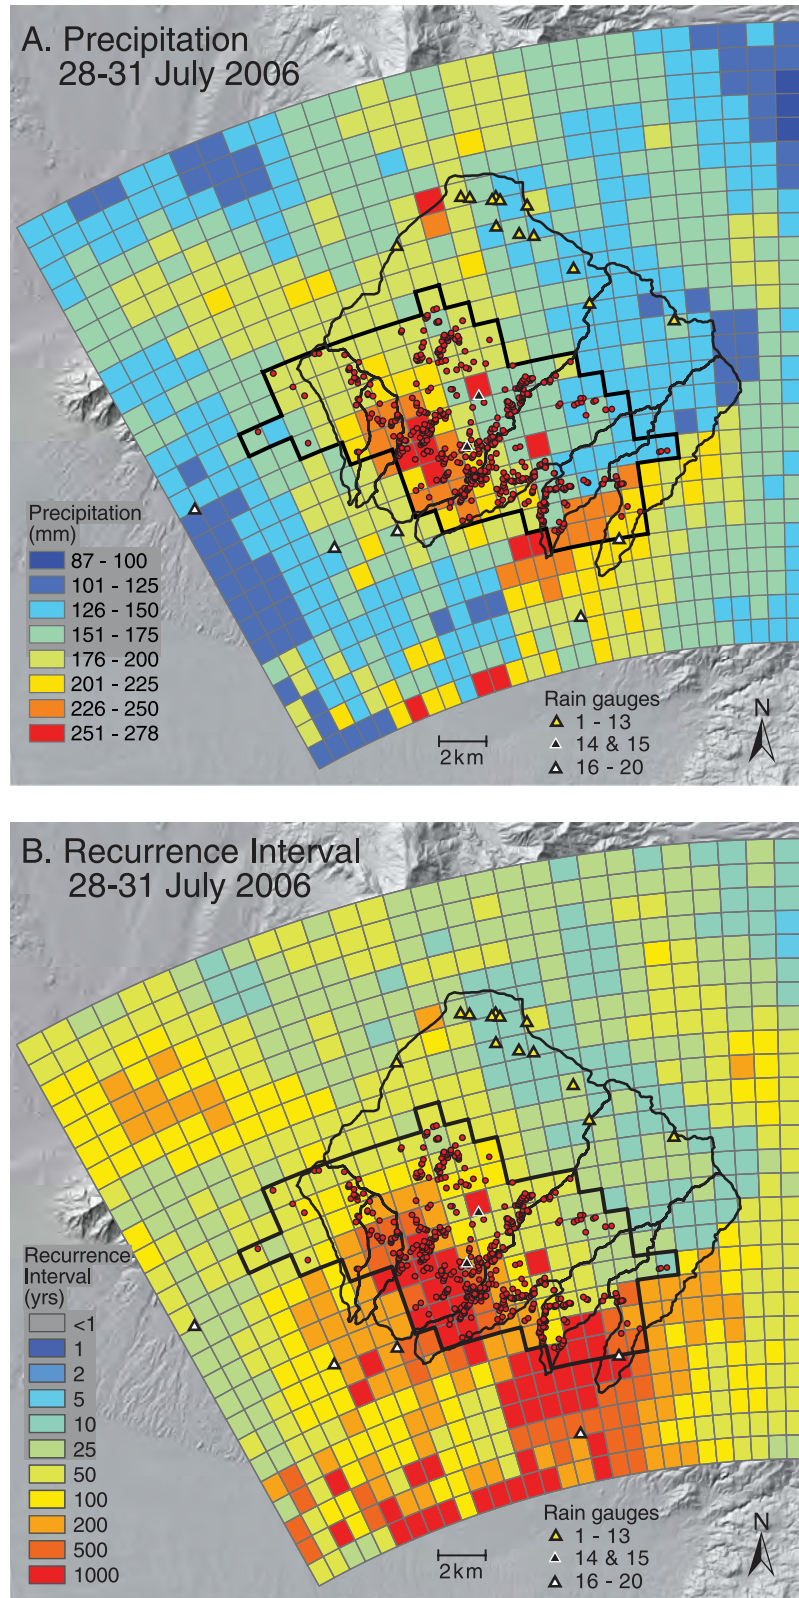 A. Precipitation
28-31 July 2006
Precipitation
(mm)
87 - 100
101 - 125
126 - 150
151 - 175
176 - 200
201 - 225
226 - 250
251 - 278
Rain gauges
1 - 13
14 & 15
16 - 20
2km
N
B. Recurrence Interval
28-31 July 2006
Recurrence
Interval
(yrs)
<1
1
2
5
10
25
50
100
200
500
1000
Rain gauges
1 - 13
14 & 15
16 - 20
2km
N